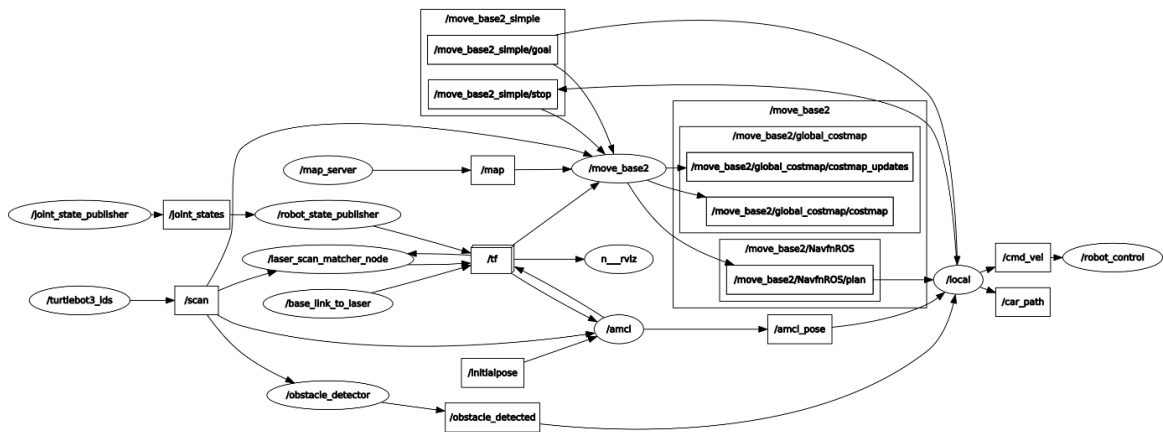 /move_base2_simple
/move_base2_simple/goal
/move_base2_simple/stop
/move_base2
/move_base2/global_costmap
/move_base2/global_costmap/costmap_updates
/map_server
/map
/move_base2
/move_base2/global_costmap/costmap
/joint_state_publisher
/joint_states
/robot_state_publisher
/move_base2/NavfnROS
/laser_scan_matcher_node
/tf
n__rviz
/move_base2/NavfnROS/plan
/local
/cmd_vel
/robot_control
/turtlebot3_lds
/scan
/base_link_to_laser
/car_path
/amcl
/amcl_pose
/initialpose
/obstacle_detector
/obstacle_detected